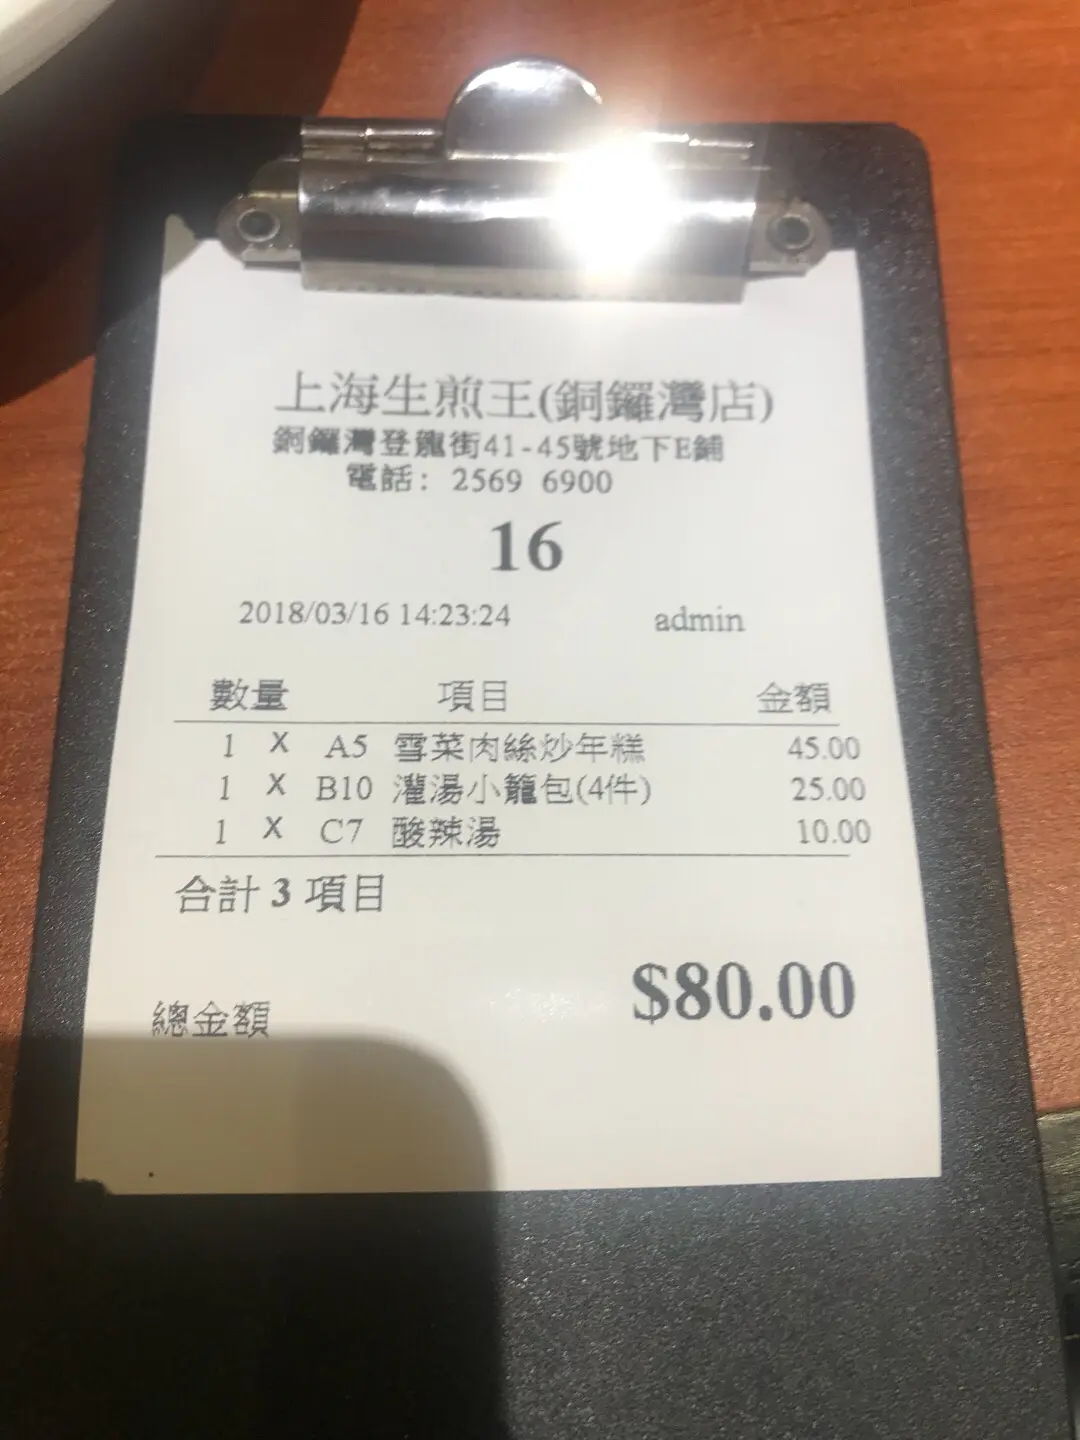 上海生煎王(銅鑼灣店)
銅鑼灣登龍街41-45號地下E鋪
電話: 2569 6900
16
2018/03/16 14:23:24 admin
數量 項目 金額
1 X A5 雪菜肉絲炒年糕 45.00
1 X B10 灌湯小籠包(4件) 25.00
1 X C7 酸辣湯 10.00
合計 3 項目
$80.00
總金額